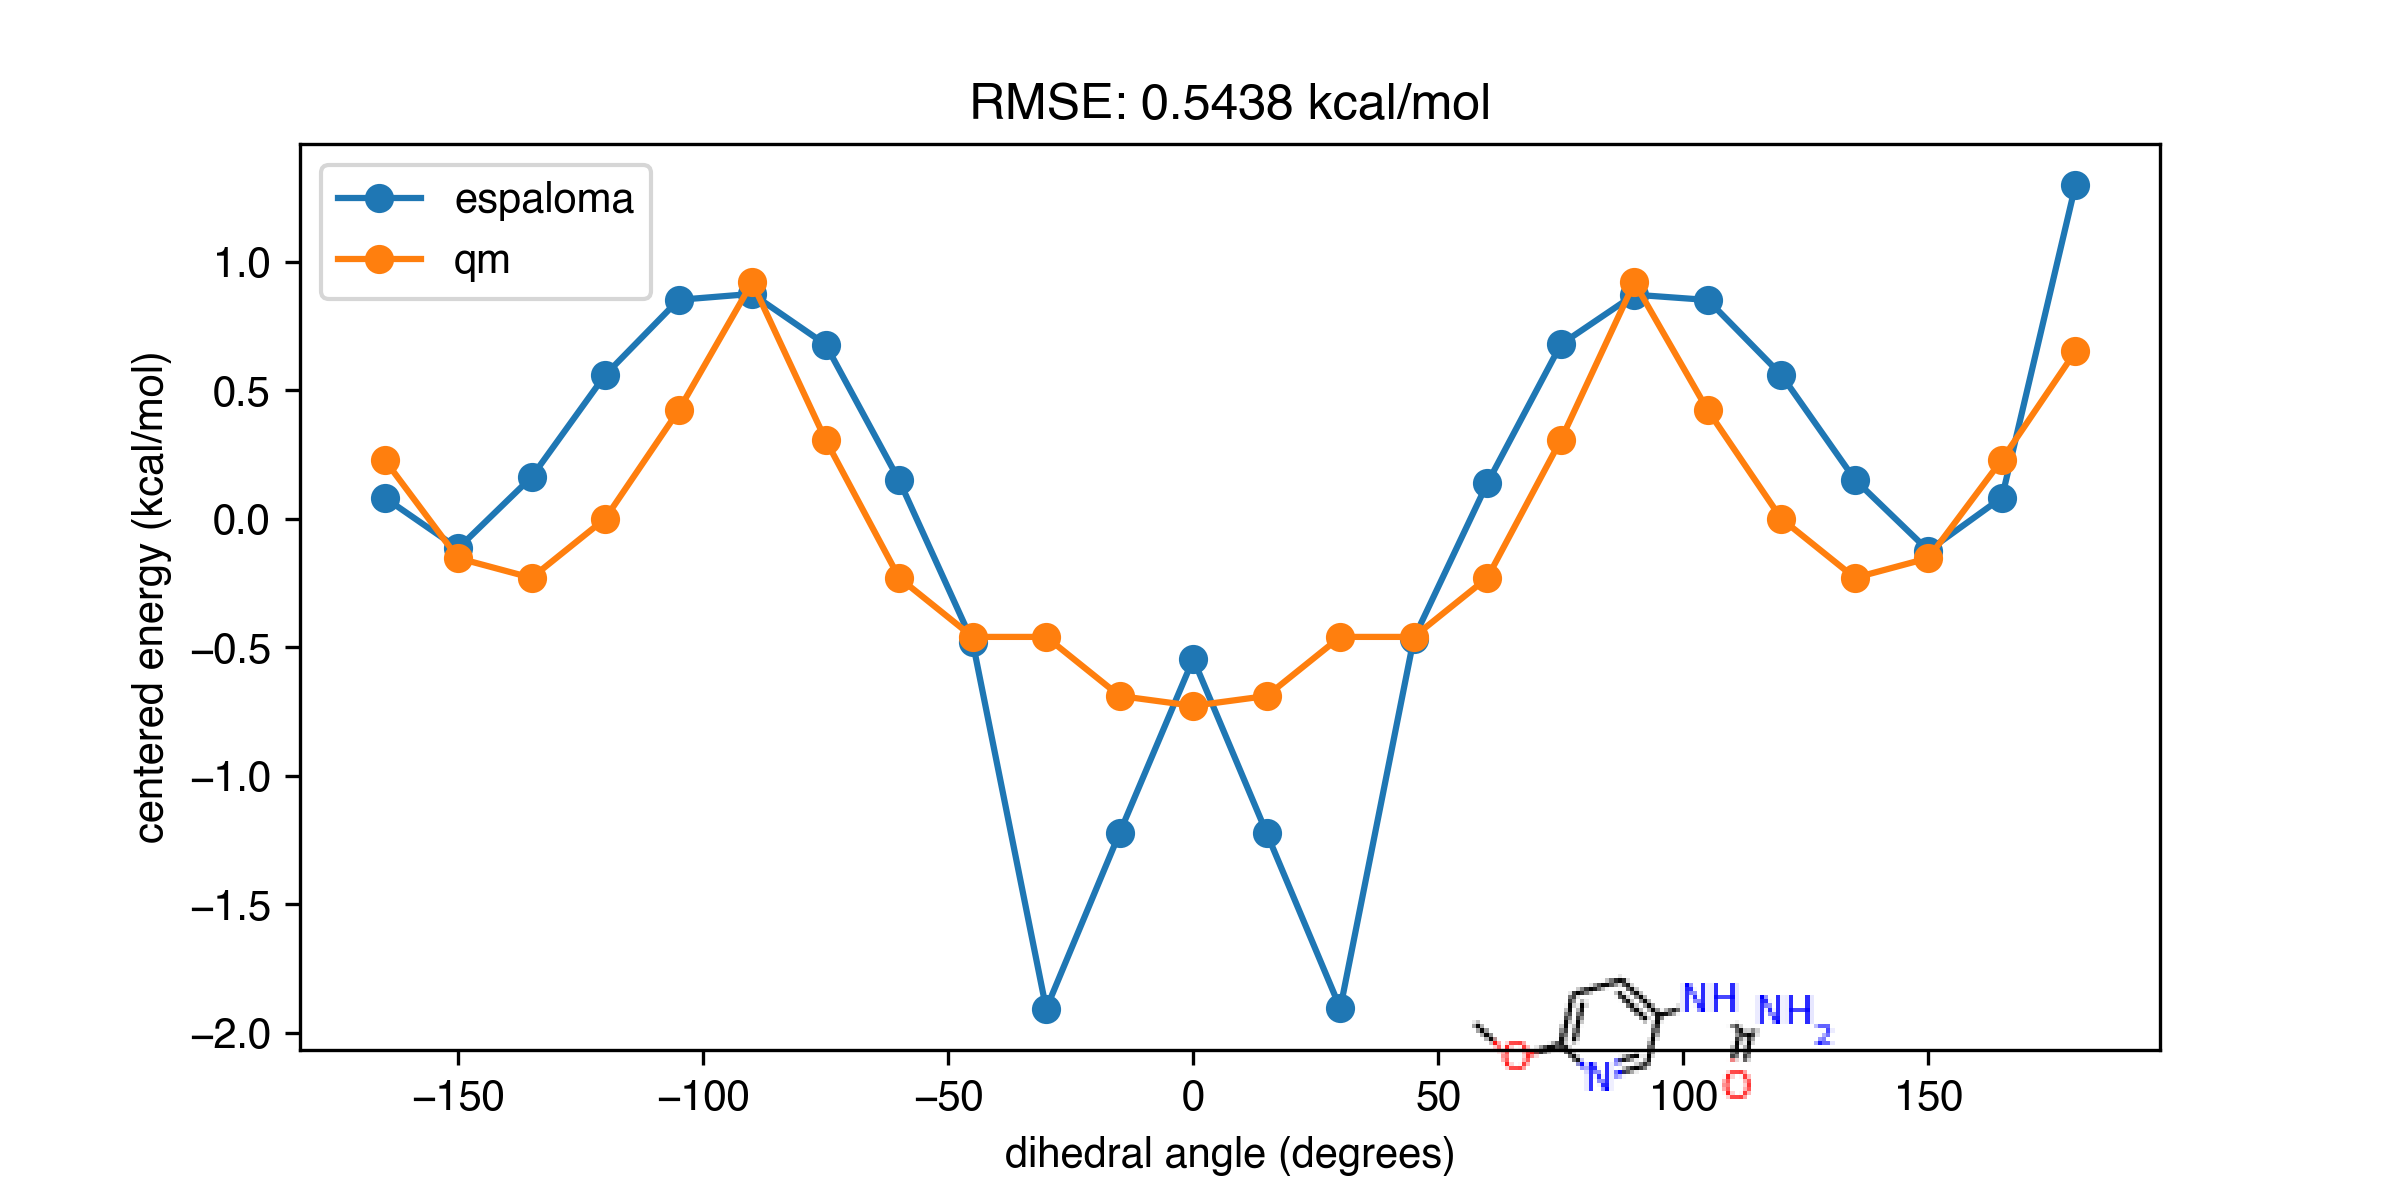 RMSE: 0.5438 kcal/mol
espaloma
qm
centered energy (kcal/mol)
1.0
0.5
0.0
−0.5
−1.0
−1.5
−2.0
NH
NH2
O
N
O
−150
−100
−50
0
50
100
150
dihedral angle (degrees)